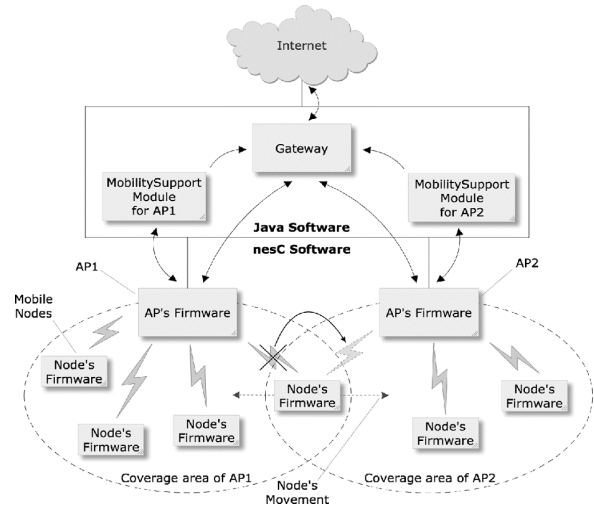 Internet
Gateway
MobilitySupport
Module
for AP1
MobilitySupport
Module
for AP2
Java Software
nesC Software
AP1
AP2
Mobile
Nodes
AP's Firmware
AP's Firmware
Node's
Firmware
Node's
Firmware
Node's
Firmware
Node's
Firmware
Node's
Firmware
Node's
Firmware
Coverage area of AP1
Coverage area of AP2
Node's
Movement